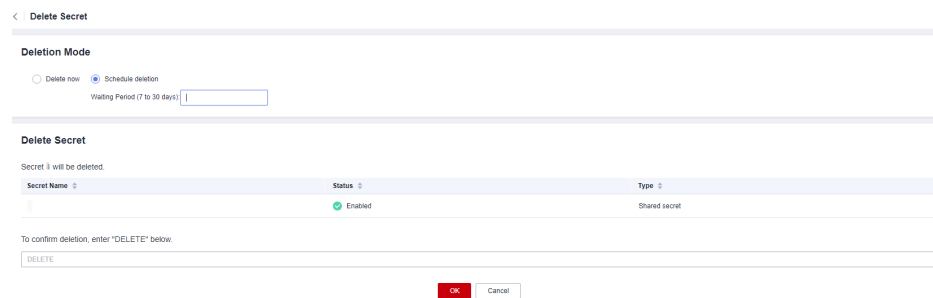 Delete Secret
Deletion Mode
Delete now Schedule deletion
Waiting Period (7 to 30 days):
Delete Secret
Secret will be deleted.
Secret Name Status Type
Enabled Shared secret
To confirm deletion, enter "DELETE" below.
DELETE
OK Cancel